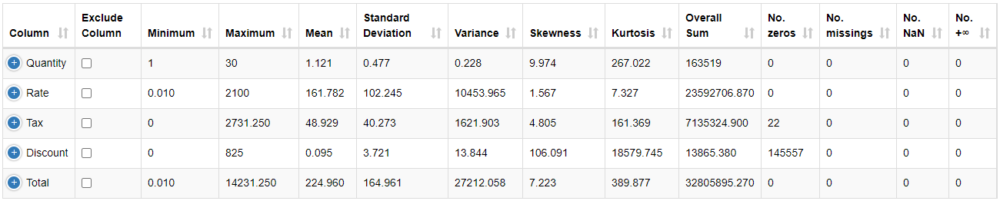 Column Exclude Column Minimum Maximum Mean Standard Deviation Variance Skewness Kurtosis Overall Sum No. zeros No. missings No. NaN No. +∞
Quantity 1 30 1.121 0.477 0.228 9.974 267.022 163519 0 0 0 0
Rate 0.010 2100 161.782 102.245 10453.965 1.567 7.327 23592706.870 0 0 0 0
Tax 0 2731.250 48.929 40.273 1621.903 4.805 161.369 7135324.900 22 0 0 0
Discount 0 825 0.095 3.721 13.844 106.091 18579.745 13865.380 145557 0 0 0
Total 0.010 14231.250 224.960 164.961 27212.058 7.223 389.877 32805895.270 0 0 0 0